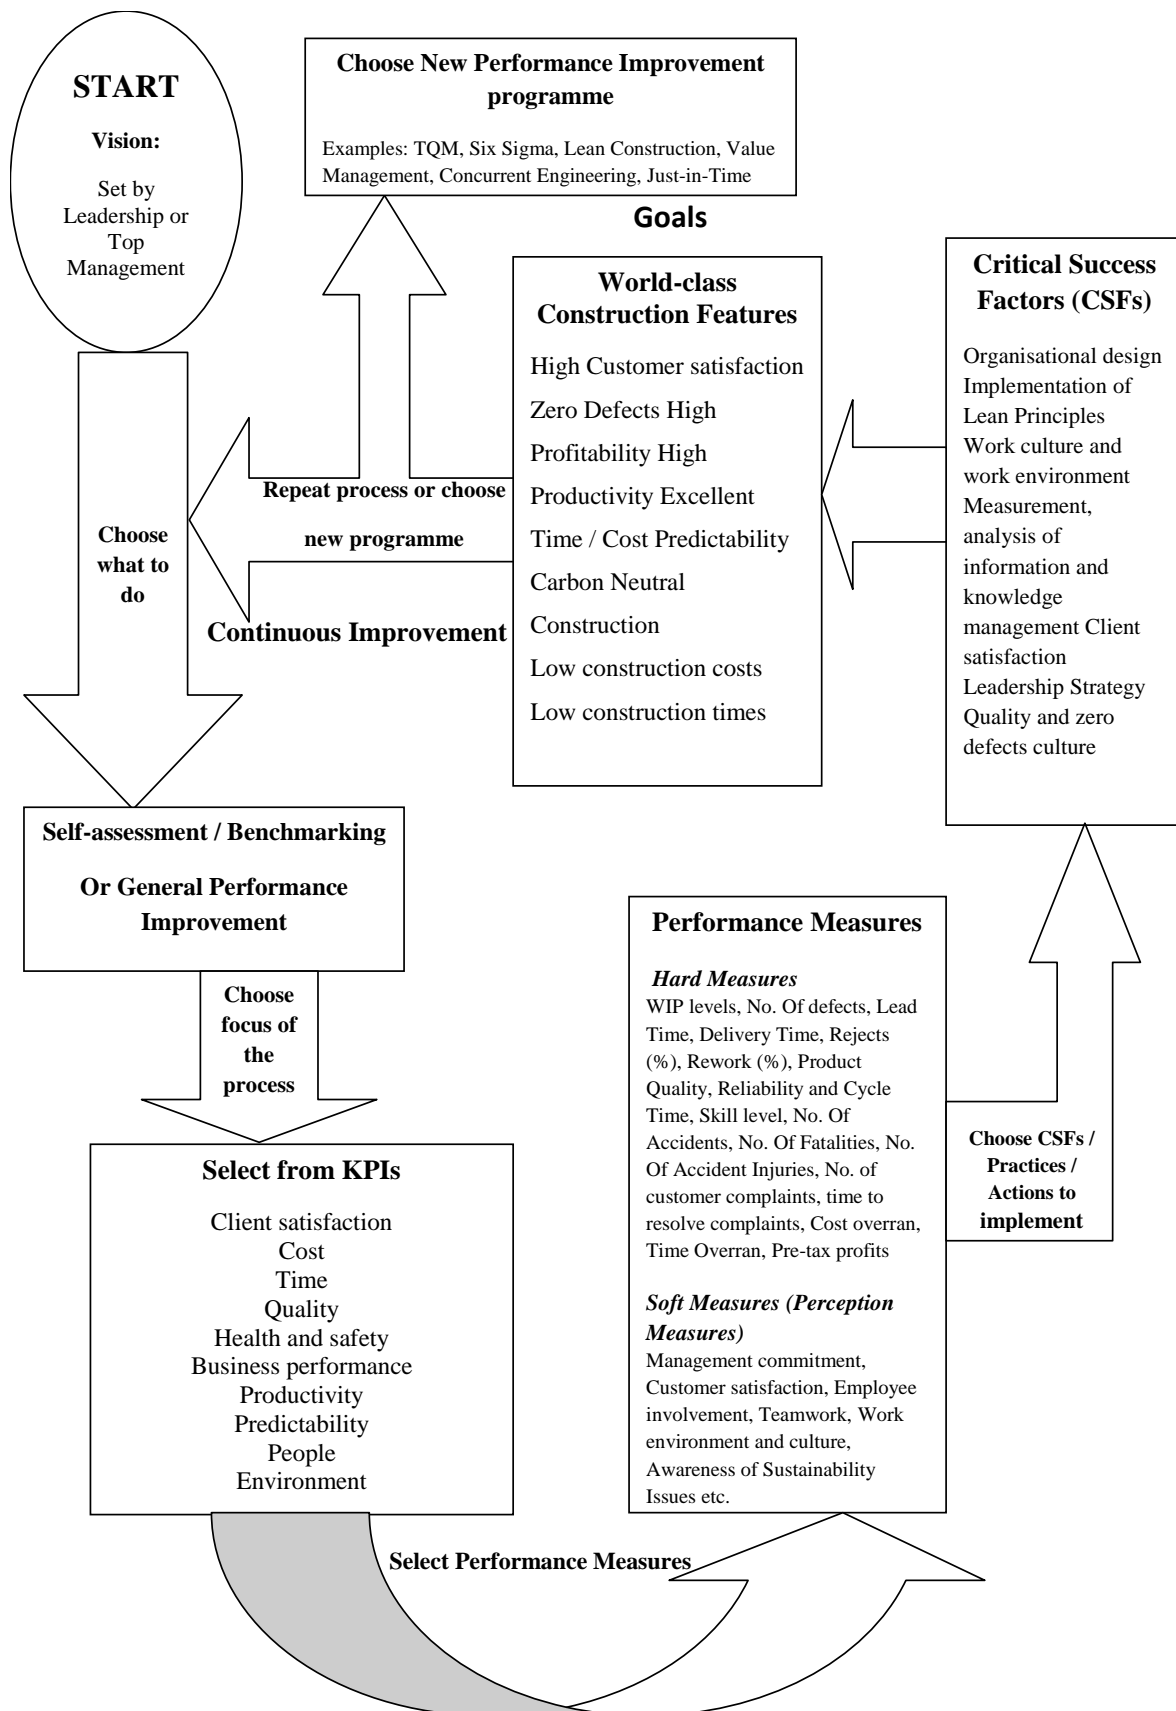 START
Vision:
Set by
Leadership or
Top
Management
Choose New Performance Improvement
programme
Examples: TQM, Six Sigma, Lean Construction, Value
Management, Concurrent Engineering, Just-in-Time
Goals
World-class
Construction Features
High Customer satisfaction
Zero Defects High
Profitability High
Productivity Excellent
Time / Cost Predictability
Carbon Neutral
Construction
Low construction costs
Low construction times
Critical Success
Factors (CSFs)
Organisational design
Implementation of
Lean Principles
Work culture and
work environment
Measurement,
analysis of
information and
knowledge
management Client
satisfaction
Leadership Strategy
Quality and zero
defects culture
Repeat process or choose
new programme
Continuous Improvement
Choose
what to
do
Self-assessment / Benchmarking
Or General Performance
Improvement
Choose
focus of
the
process
Select from KPIs
Client satisfaction
Cost
Time
Quality
Health and safety
Business performance
Productivity
Predictability
People
Environment
Select Performance Measures
Performance Measures
Hard Measures
WIP levels, No. Of defects, Lead
Time, Delivery Time, Rejects
(%), Rework (%), Product
Quality, Reliability and Cycle
Time, Skill level, No. Of
Accidents, No. Of Fatalities, No.
Of Accident Injuries, No. of
customer complaints, time to
resolve complaints, Cost overran,
Time Overran, Pre-tax profits
Soft Measures (Perception
Measures)
Management commitment,
Customer satisfaction, Employee
involvement, Teamwork, Work
environment and culture,
Awareness of Sustainability
Issues etc.
Choose CSFs /
Practices /
Actions to
implement